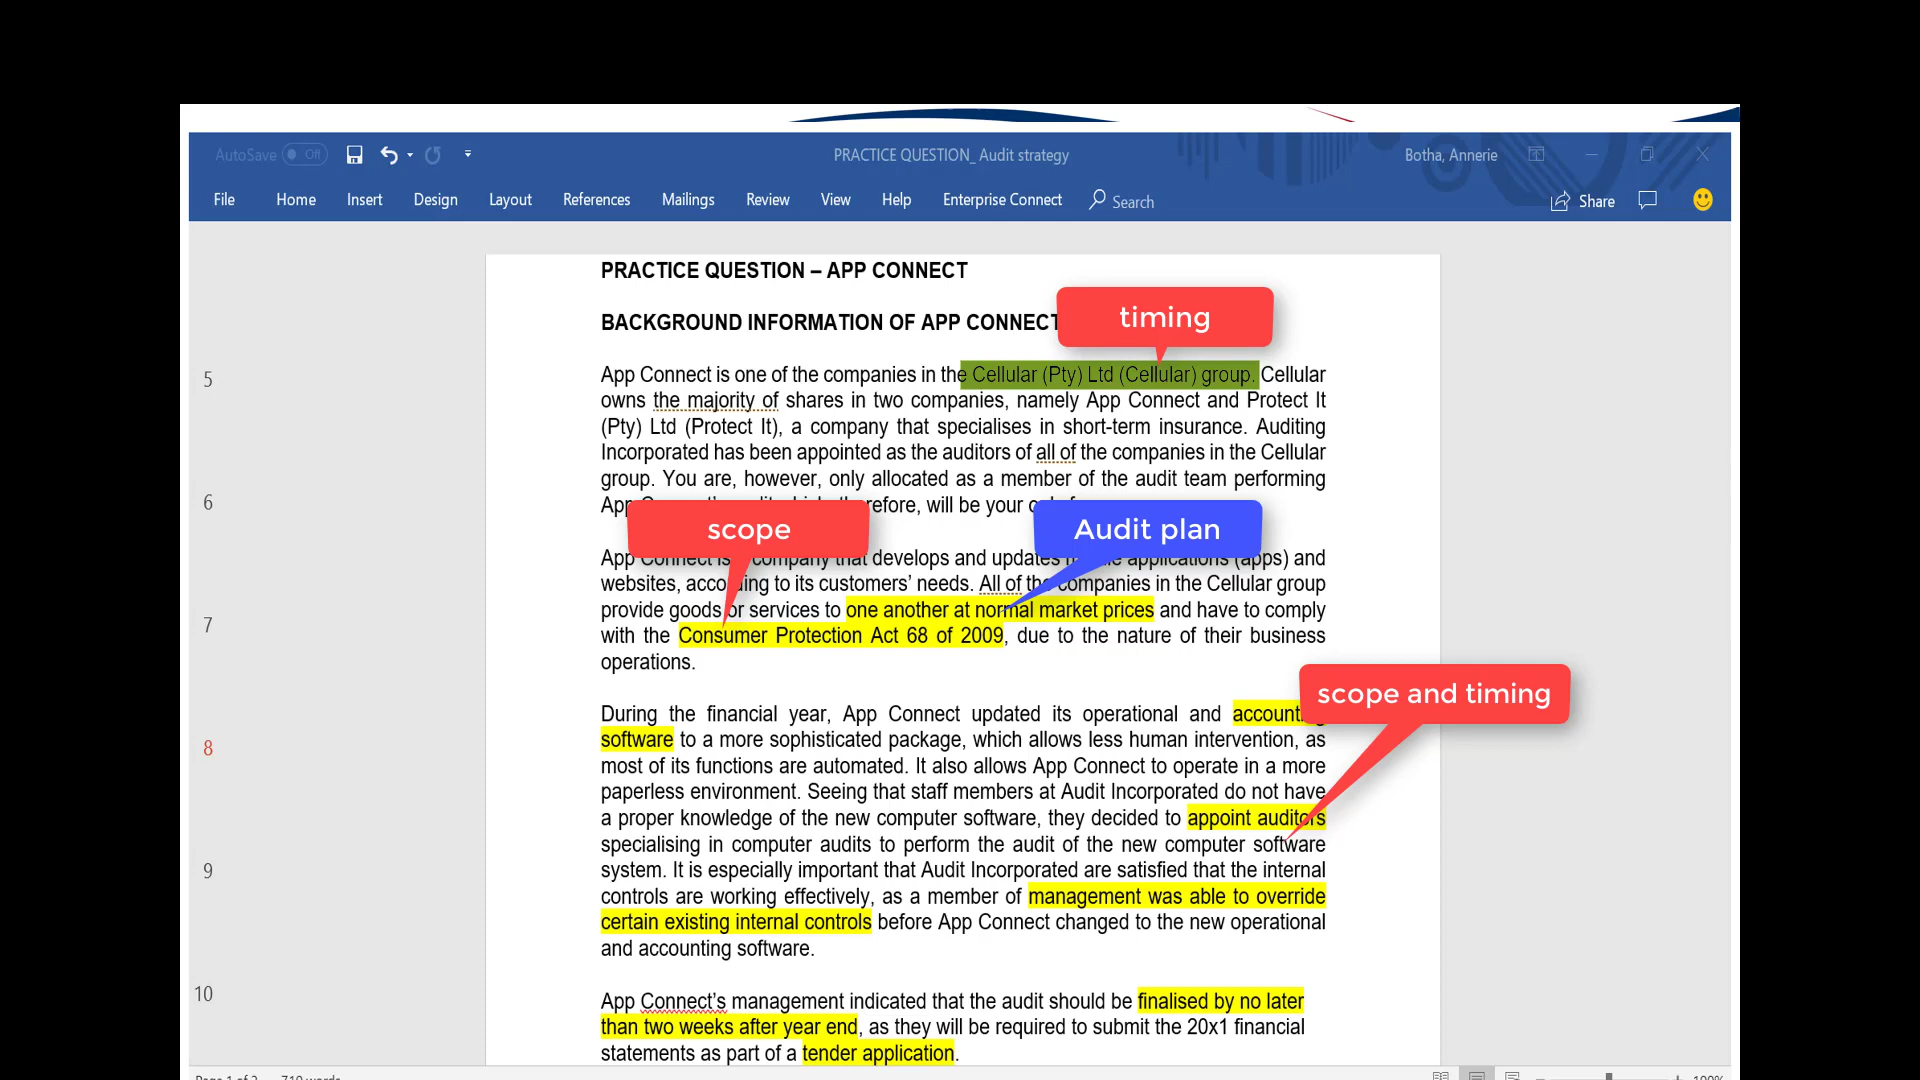 AutoSave Off
PRACTICE QUESTION_ Audit strategy
Botha, Annerie
File Home Insert Design Layout References Mailings Review View Help Enterprise Connect Search Share
PRACTICE QUESTION – APP CONNECT
timing
BACKGROUND INFORMATION OF APP CONNECT
5
App Connect is one of the companies in the Cellular (Pty) Ltd (Cellular) group. Cellular
owns the majority of shares in two companies, namely App Connect and Protect It
(Pty) Ltd (Protect It), a company that specialises in short-term insurance. Auditing
Incorporated has been appointed as the auditors of all of the companies in the Cellular
group. You are, however, only allocated as a member of the audit team performing
6
will be your
scope
Audit plan
develops and updates (apps) and
websites, according to its customers' needs. All of the companies in the Cellular group
provide goods or services to one another at normal market prices and have to comply
7
with the Consumer Protection Act 68 of 2009, due to the nature of their business
operations.
scope and timing
During the financial year, App Connect updated its operational and
8
software to a more sophisticated package, which allows less human intervention, as
most of its functions are automated. It also allows App Connect to operate in a more
paperless environment. Seeing that staff members at Audit Incorporated do not have
a proper knowledge of the new computer software, they decided to appoint auditors
specialising in computer audits to perform the audit of the new computer software
9
system. It is especially important that Audit Incorporated are satisfied that the internal
controls are working effectively, as a member of management was able to override
certain existing internal controls before App Connect changed to the new operational
and accounting software.
10
App Connect's management indicated that the audit should be finalised by no later
than two weeks after year end, as they will be required to submit the 20x1 financial
statements as part of a tender application.